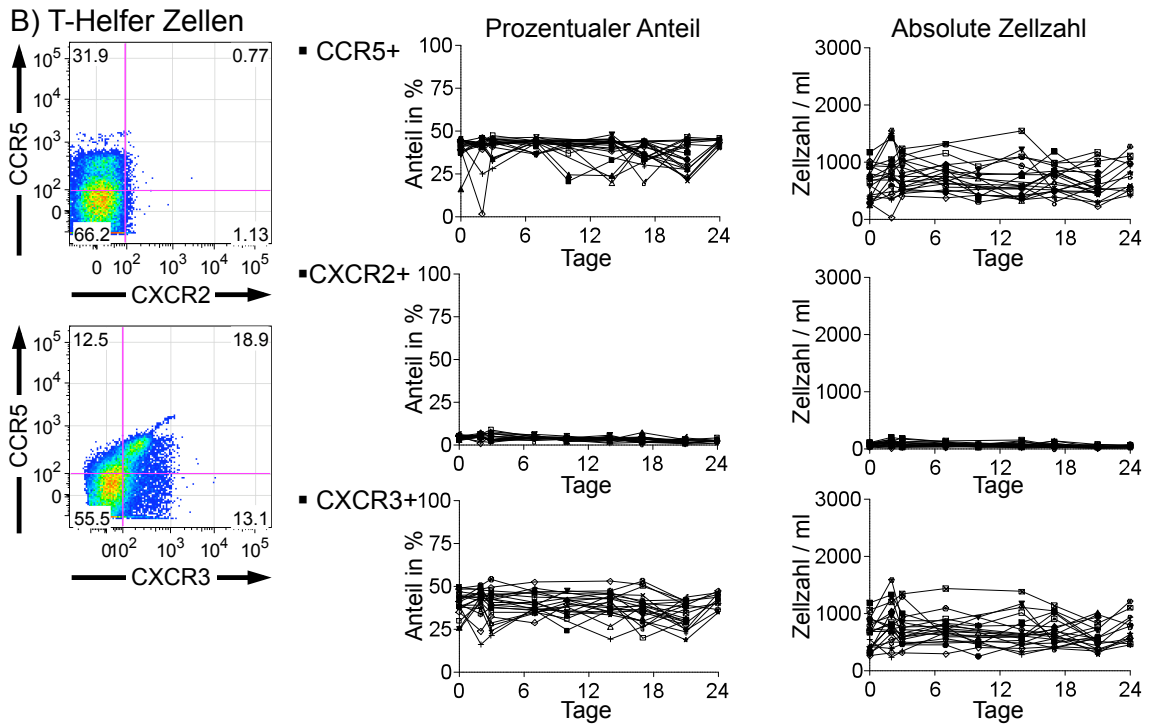 B) T-Helfer Zellen
Prozentualer Anteil
Absolute Zellzahl
CCR5
10⁵
10⁴
10³
10²
0
31.9
0.77
66.2
1.13
0 10² 10³ 10⁴ 10⁵
CXCR2
■ CCR5+
Anteil in %
100
75
50
25
0
0 6 12 18 24
Tage
Zellzahl / ml
3000
2000
1000
0
0 6 12 18 24
Tage
CCR5
10⁵
10⁴
10³
10²
0
12.5
18.9
55.5
13.1
0 10² 10³ 10⁴ 10⁵
CXCR3
■ CXCR2+
Anteil in %
100
75
50
25
0
0 6 12 18 24
Tage
Zellzahl / ml
3000
2000
1000
0
0 6 12 18 24
Tage
■ CXCR3+
Anteil in %
100
75
50
25
0
0 6 12 18 24
Tage
Zellzahl / ml
3000
2000
1000
0
0 6 12 18 24
Tage